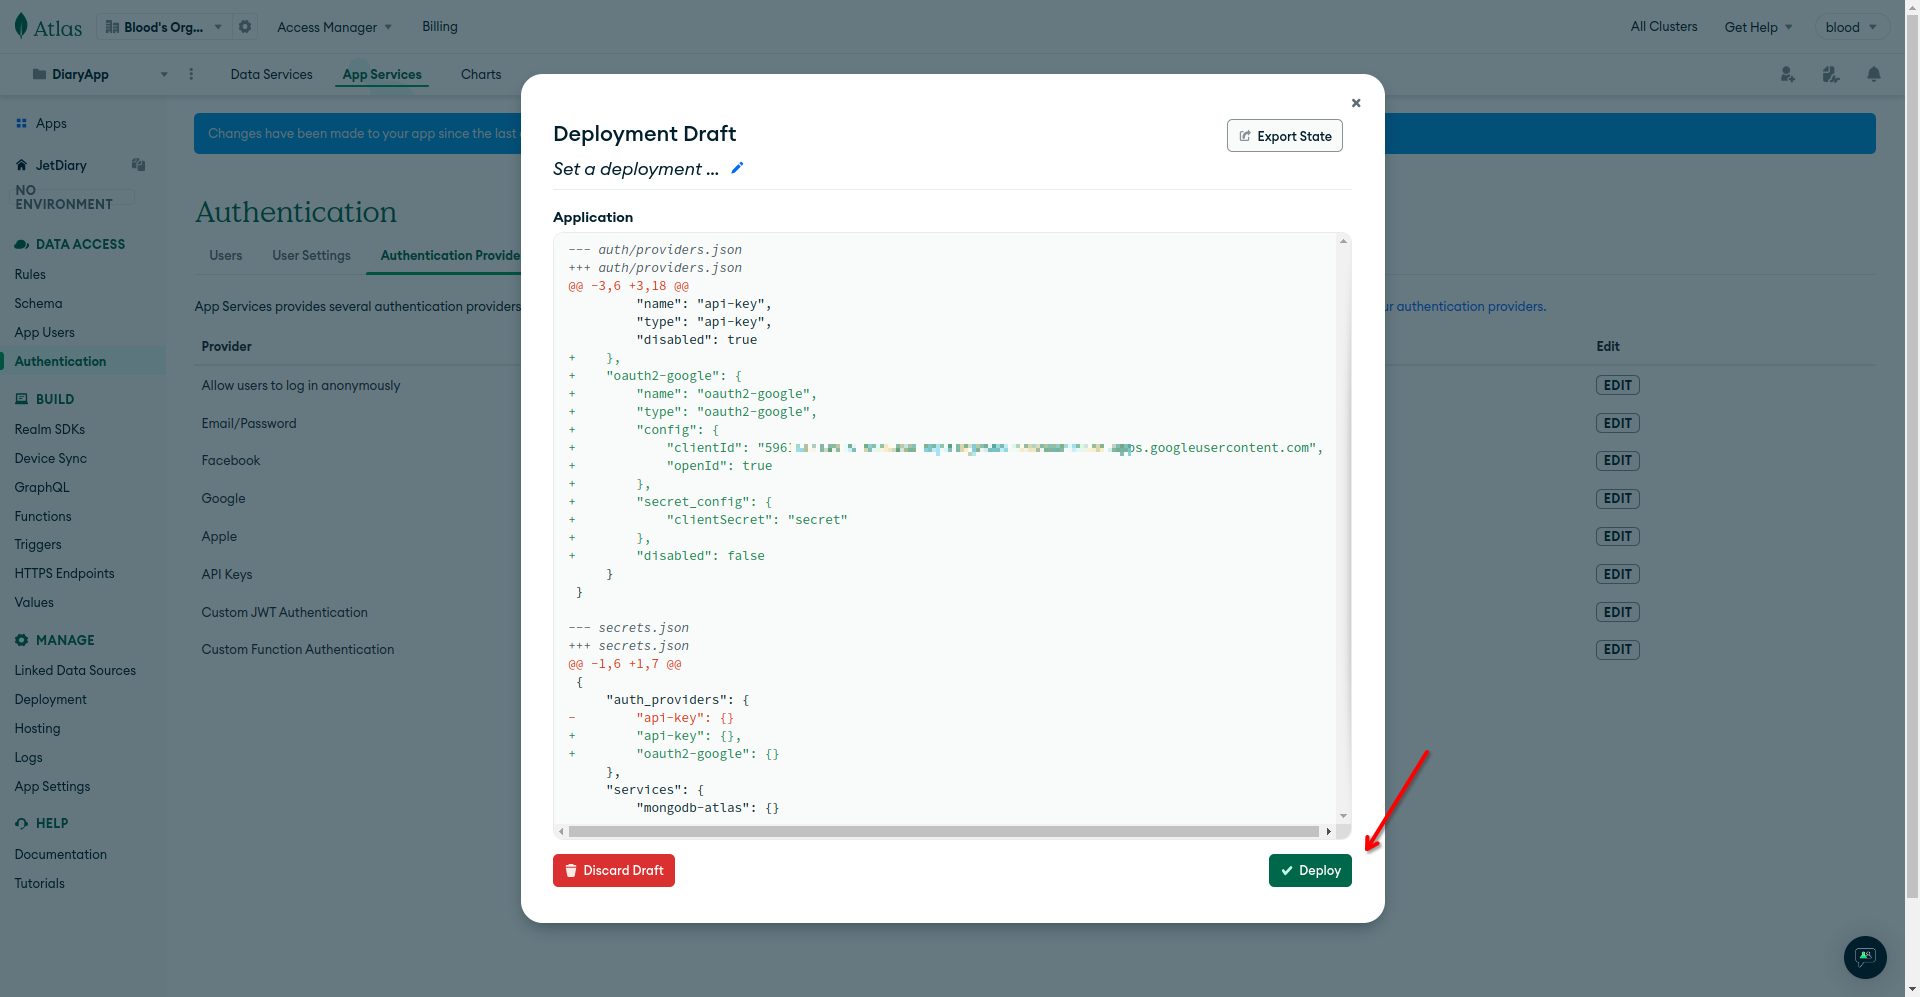 Atlas
Blood's Org...
Access Manager
Billing
All Clusters
Get Help
blood
DiaryApp
Data Services
App Services
Charts
Apps
JetDiary
NO ENVIRONMENT
DATA ACCESS
Rules
Schema
App Users
Authentication
BUILD
Realm SDKs
Device Sync
GraphQL
Functions
Triggers
HTTPS Endpoints
Values
MANAGE
Linked Data Sources
Deployment
Hosting
Logs
App Settings
HELP
Documentation
Tutorials
Changes have been made to your app since the last
Authentication
Users
User Settings
Authentication Provide
App Services provides several authentication providers
r authentication providers.
Provider
Edit
Allow users to log in anonymously
EDIT
Email/Password
EDIT
Facebook
EDIT
Google
EDIT
Apple
EDIT
API Keys
EDIT
Custom JWT Authentication
EDIT
Custom Function Authentication
EDIT
Deployment Draft
Export State
Set a deployment ...
Application
--- auth/providers.json
+++ auth/providers.json
@@ -3,6 +3,18 @@
"name": "api-key",
"type": "api-key",
"disabled": true
+ },
+ "oauth2-google": {
+ "name": "oauth2-google",
+ "type": "oauth2-google",
+ "config": {
+ "clientId": "596 ps.googleusercontent.com",
+ "openId": true
+ },
+ "secret_config": {
+ "clientSecret": "secret"
+ },
+ "disabled": false
}
}
--- secrets.json
+++ secrets.json
@@ -1,6 +1,7 @@
{
"auth_providers": {
- "api-key": {}
+ "api-key": {},
+ "oauth2-google": {}
},
"services": {
"mongodb-atlas": {}
Discard Draft
Deploy